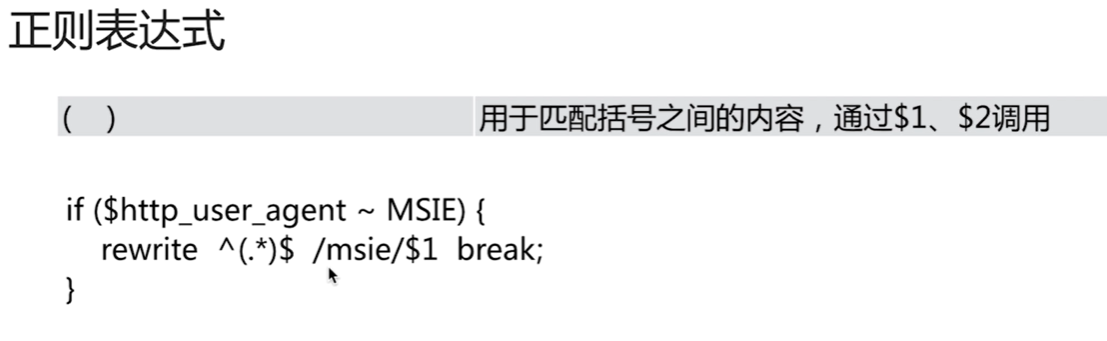 正则表达式
( ) 用于匹配括号之间的内容，通过$1、$2调用
if ($http_user_agent ~ MSIE) {
rewrite ^(.*)$ /msie/$1 break;
}